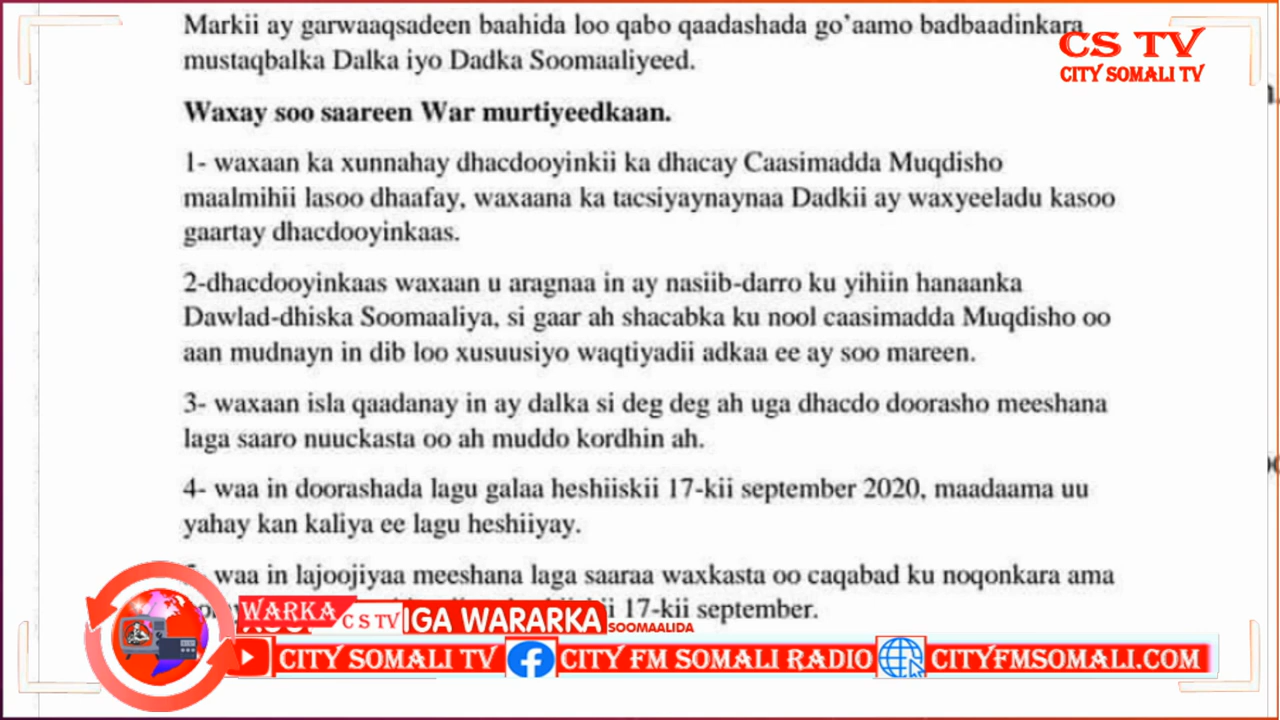 Markii ay garwaaqsadeen baahida loo qabo qaadashada go’aamo badbaadinkara
mustaqbalka Dalka iyo Dadka Soomaaliyeed.
CS TV
CITY SOMALI TV
Waxay soo saareen War murtiyeedkaan.
1- waxaan ka xunnahay dhacdooyinkii ka dhacay Caasimadda Muqdisho
maalmihii lasoo dhaafay, waxaana ka tacsiyaynaynaa Dadkii ay waxyeeladu kasoo
gaartay dhacdooyinkaas.
2-dhacdooyinkaas waxaan u aragnaa in ay nasiib-darro ku yihiin hanaanka
Dawlad-dhiska Soomaaliya, si gaar ah shacabka ku nool caasimadda Muqdisho oo
aan mudnayn in dib loo xusuusiyo waqtiyadii adkaa ee ay soo mareen.
3- waxaan isla qaadanay in ay dalka si deg deg ah uga dhacdo doorasho meeshana
laga saaro nuuckasta oo ah muddo kordhin ah.
4- waa in doorashada lagu galaa heshiiskii 17-kii september 2020, maadaama uu
yahay kan kaliya ee lagu heshiiyay.
waa in lajoojiyaa meeshana laga saaraa waxkasta oo caqabad ku noqonkara ama
17-kii september.
WARKA
C S TV
IGA WARARKA
SOOMAALIDA
CITY SOMALI TV
CITY FM SOMALI RADIO
CITYFMSOMALI.COM